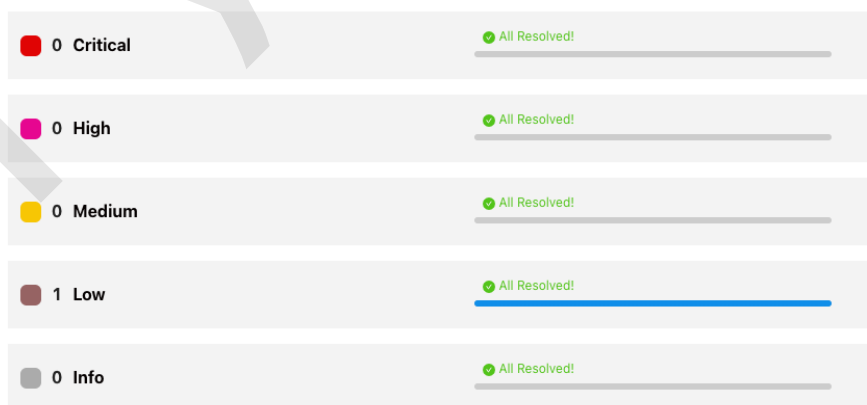 0 Critical
All Resolved!
0 High
All Resolved!
0 Medium
All Resolved!
1 Low
All Resolved!
0 Info
All Resolved!